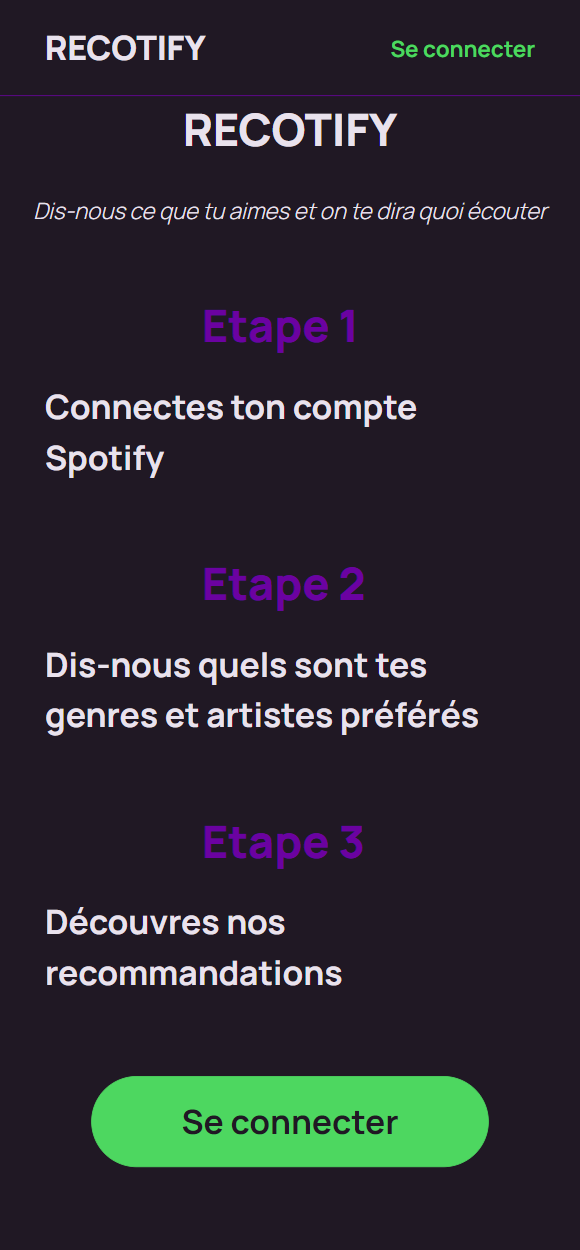 RECOTIFY
Se connecter
RECOTIFY
Dis-nous ce que tu aimes et on te dira quoi écouter
Etape 1
Connectes ton compte
Spotify
Etape 2
Dis-nous quels sont tes
genres et artistes préférés
Etape 3
Découvres nos
recommandations
Se connecter